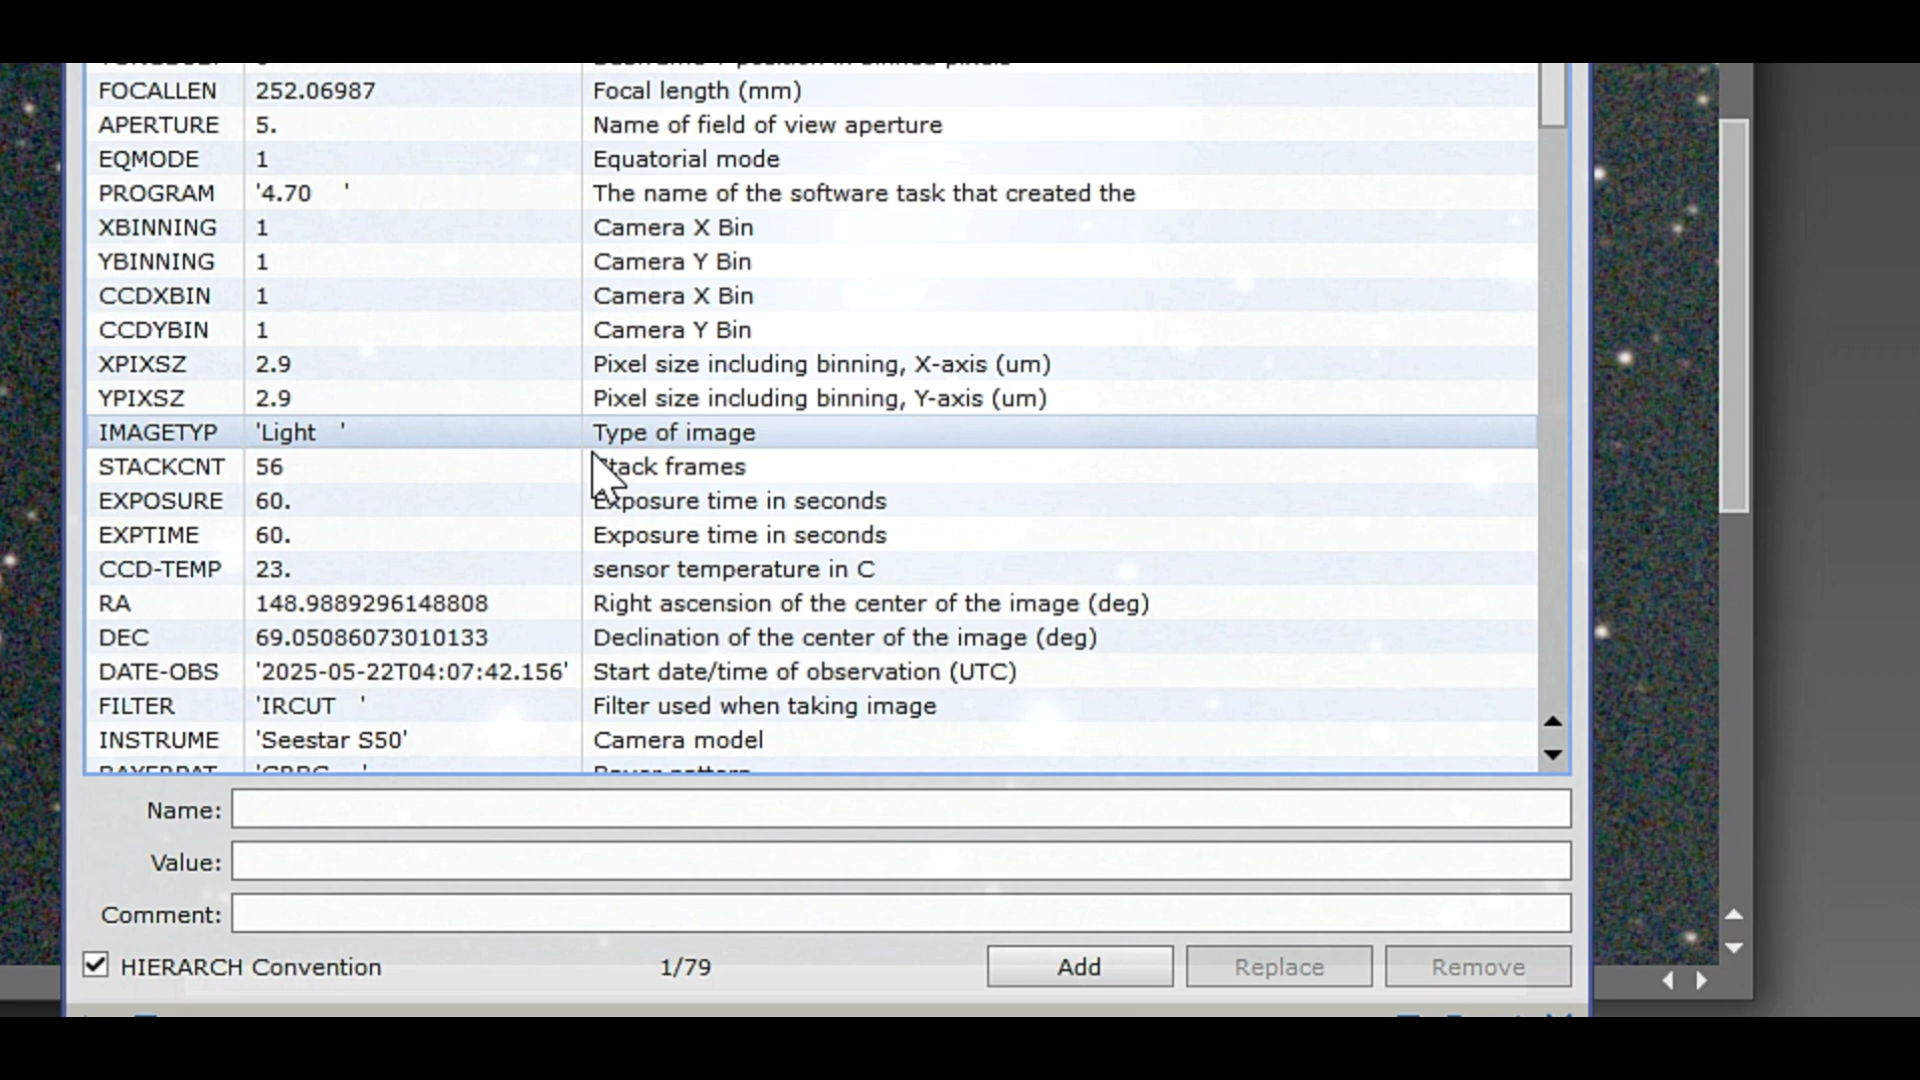 FOCALLEN 252.06987 Focal length (mm)
APERTURE 5. Name of field of view aperture
EQMODE 1 Equatorial mode
PROGRAM '4.70 ' The name of the software task that created the
XBINNING 1 Camera X Bin
YBINNING 1 Camera Y Bin
CCDXBIN 1 Camera X Bin
CCDYBIN 1 Camera Y Bin
XPIXSZ 2.9 Pixel size including binning, X-axis (um)
YPIXSZ 2.9 Pixel size including binning, Y-axis (um)
IMAGETYP 'Light ' Type of image
STACKCNT 56 Stack frames
EXPOSURE 60. Exposure time in seconds
EXPTIME 60. Exposure time in seconds
CCD-TEMP 23. sensor temperature in C
RA 148.9889296148808 Right ascension of the center of the image (deg)
DEC 69.05086073010133 Declination of the center of the image (deg)
DATE-OBS '2025-05-22T04:07:42.156' Start date/time of observation (UTC)
FILTER 'IRCUT ' Filter used when taking image
INSTRUME 'Seestar S50' Camera model
Name:
Value:
Comment:
HIERARCH Convention 1/79 Add Replace Remove